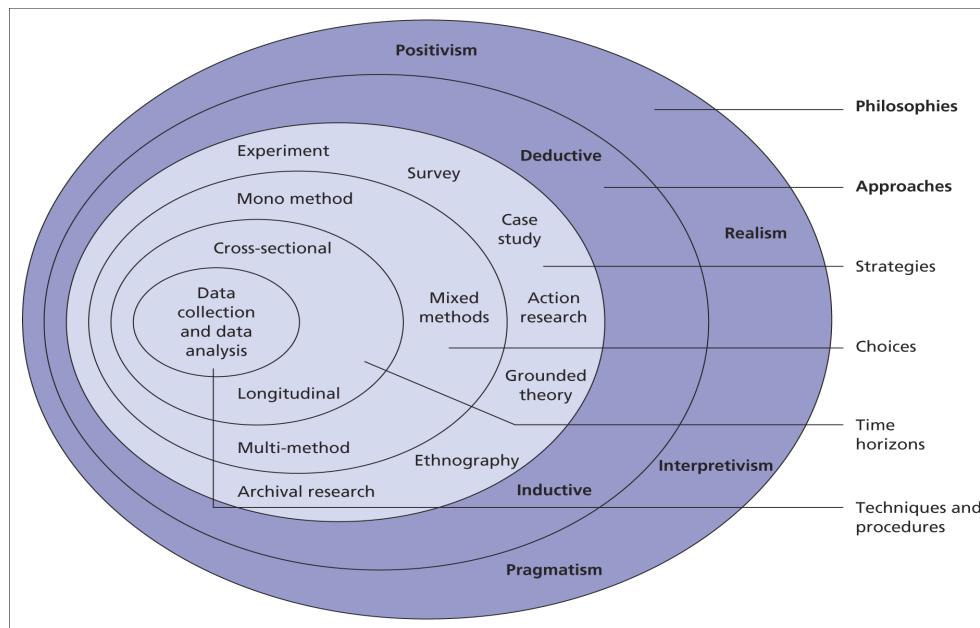 Positivism
Philosophies
Deductive
Approaches
Realism
Experiment
Survey
Strategies
Mono method
Case
study
Cross-sectional
Data
collection
and data
analysis
Mixed
methods
Action
research
Choices
Longitudinal
Grounded
theory
Time
horizons
Multi-method
Ethnography
Interpretivism
Archival research
Inductive
Techniques and
procedures
Pragmatism